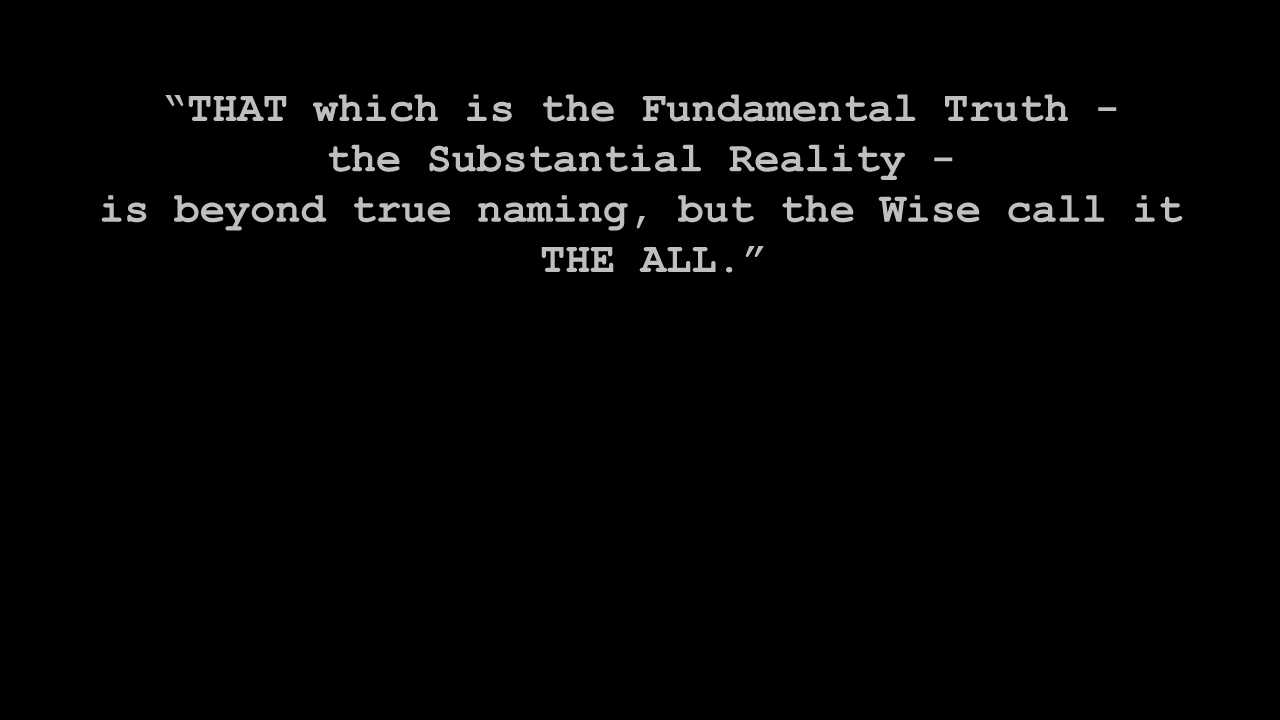 “THAT which is the Fundamental Truth –
the Substantial Reality –
is beyond true naming, but the Wise call it
THE ALL.”